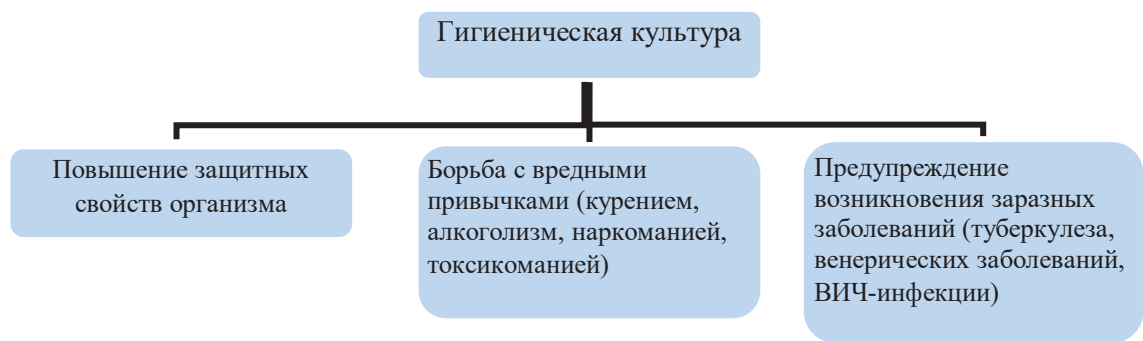 Гигиеническая культура
Повышение защитных
свойств организма
Борьба с вредными
привычками (курением,
алкоголизм, наркоманией,
токсикоманией)
Предупреждение
возникновения заразных
заболеваний (туберкулеза,
венерических заболеваний,
ВИЧ-инфекции)